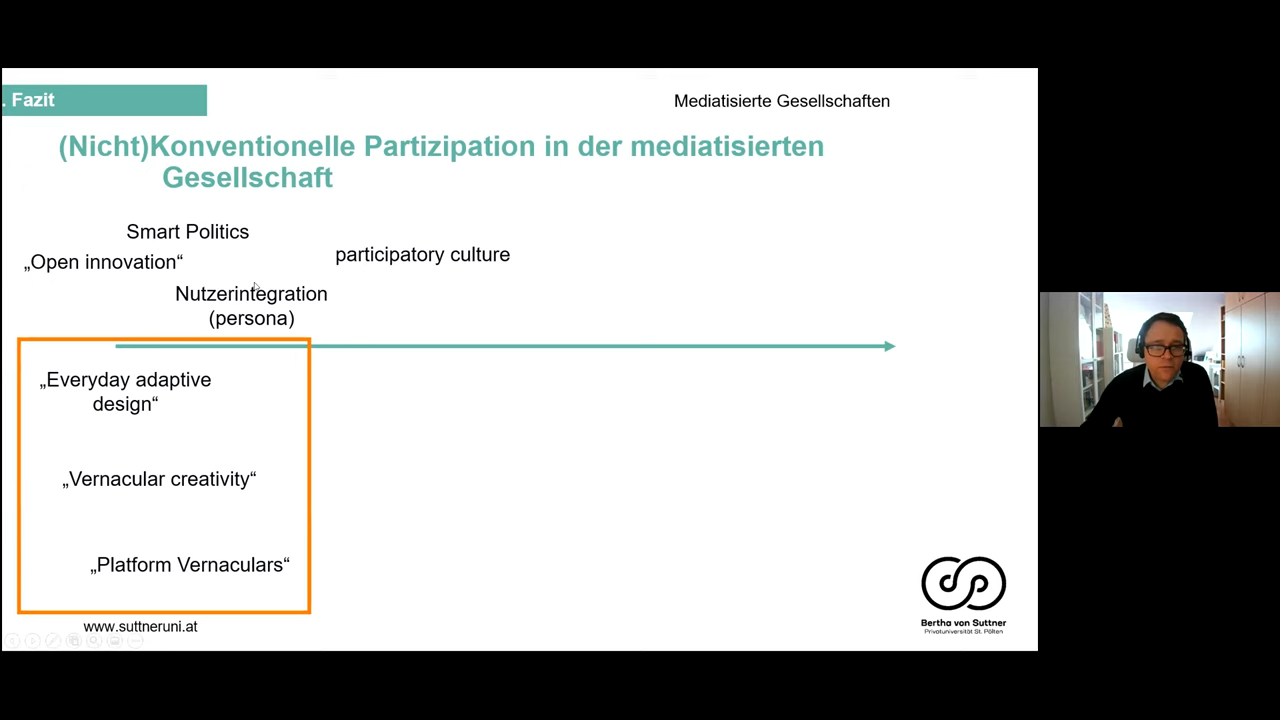 . Fazit
Mediatisierte Gesellschaften
(Nicht)Konventionelle Partizipation in der mediatisierten
Gesellschaft
Smart Politics
„Open innovation“
participatory culture
Nutzerintegration
(persona)
„Everyday adaptive
design“
„Vernacular creativity“
„Platform Vernaculars“
www.suttneruni.at
Bertha von Suttner
Privatuniversität St. Pölten